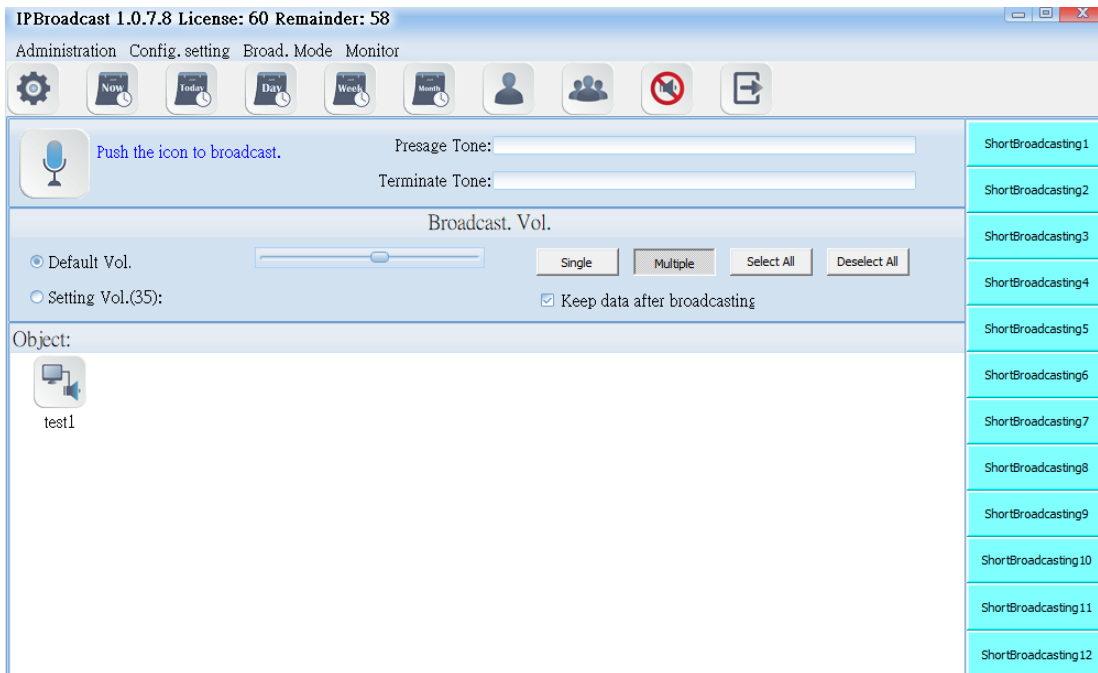 IPBroadcast 1.0.7.8 License: 60 Remainder: 58
Administration Config. setting Broad. Mode Monitor
Now Today Day Week Month
Push the icon to broadcast.
Presage Tone:
Terminate Tone:
Broadcast. Vol.
Default Vol.
Single Multiple Select All Deselect All
Setting Vol.(35):
Keep data after broadcasting
Object:
test1
ShortBroadcasting1
ShortBroadcasting2
ShortBroadcasting3
ShortBroadcasting4
ShortBroadcasting5
ShortBroadcasting6
ShortBroadcasting7
ShortBroadcasting8
ShortBroadcasting9
ShortBroadcasting10
ShortBroadcasting11
ShortBroadcasting12